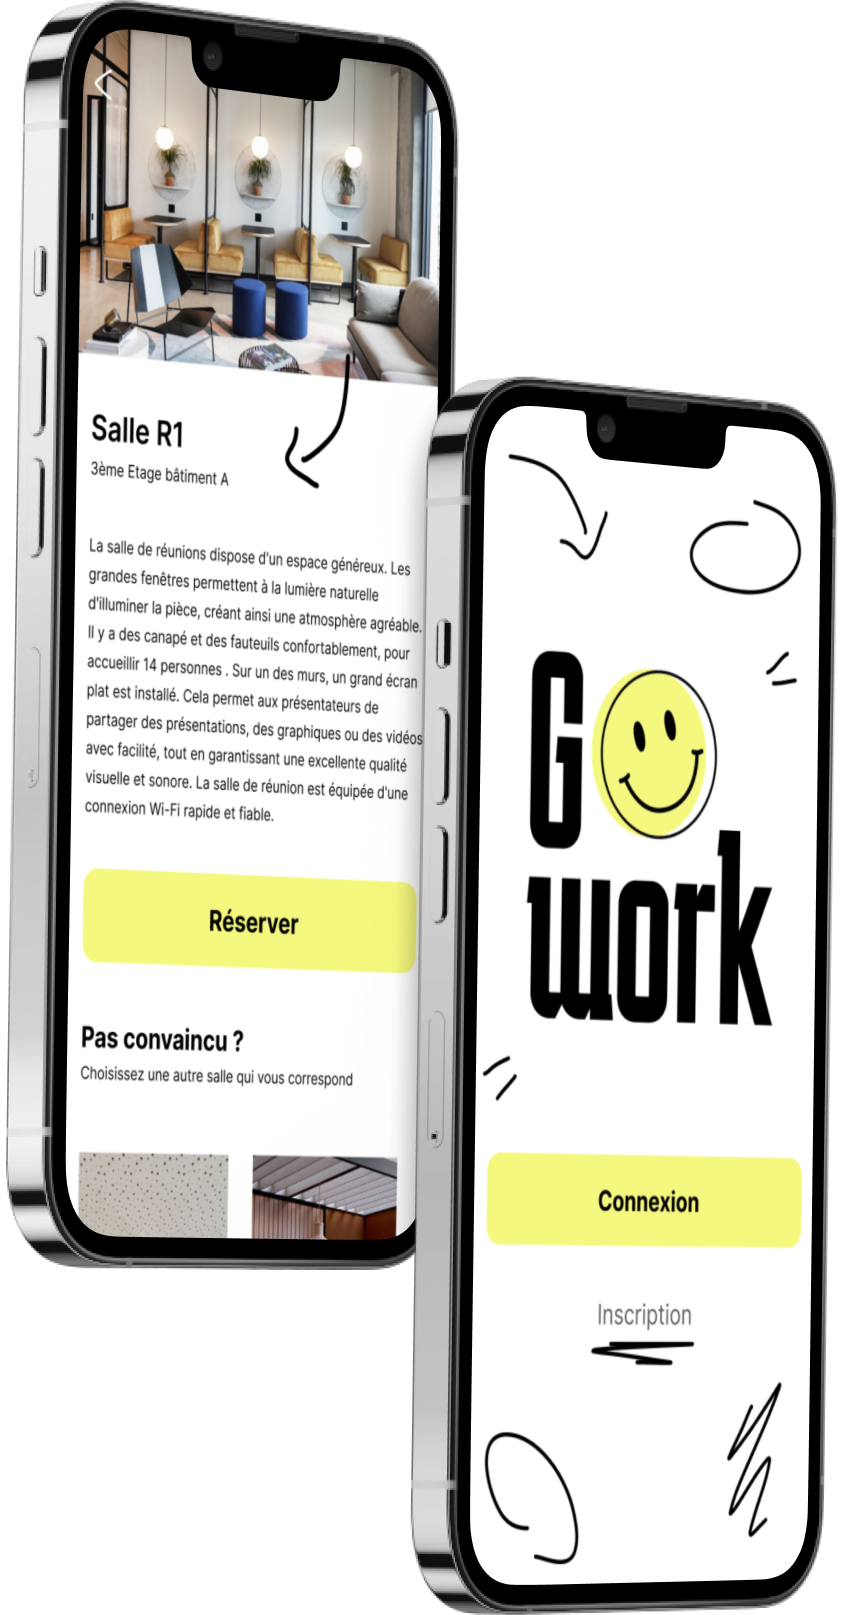 Salle R1
3ème Etage bâtiment A
La salle de réunions dispose d'un espace généreux. Les
grandes fenêtres permettent à la lumière naturelle
d'illuminer la pièce, créant ainsi une atmosphère agréable.
Il y a des canapé et des fauteuils confortablement, pour
accueillir 14 personnes . Sur un des murs, un grand écran
plat est installé. Cela permet aux présentateurs de
partager des présentations, des graphiques ou des vidéos
avec facilité, tout en garantissant une excellente qualité
visuelle et sonore. La salle de réunion est équipée d'une
connexion Wi-Fi rapide et fiable.
Réserver
Pas convaincu ?
Choisissez une autre salle qui vous correspond
Go
work
Connexion
Inscription